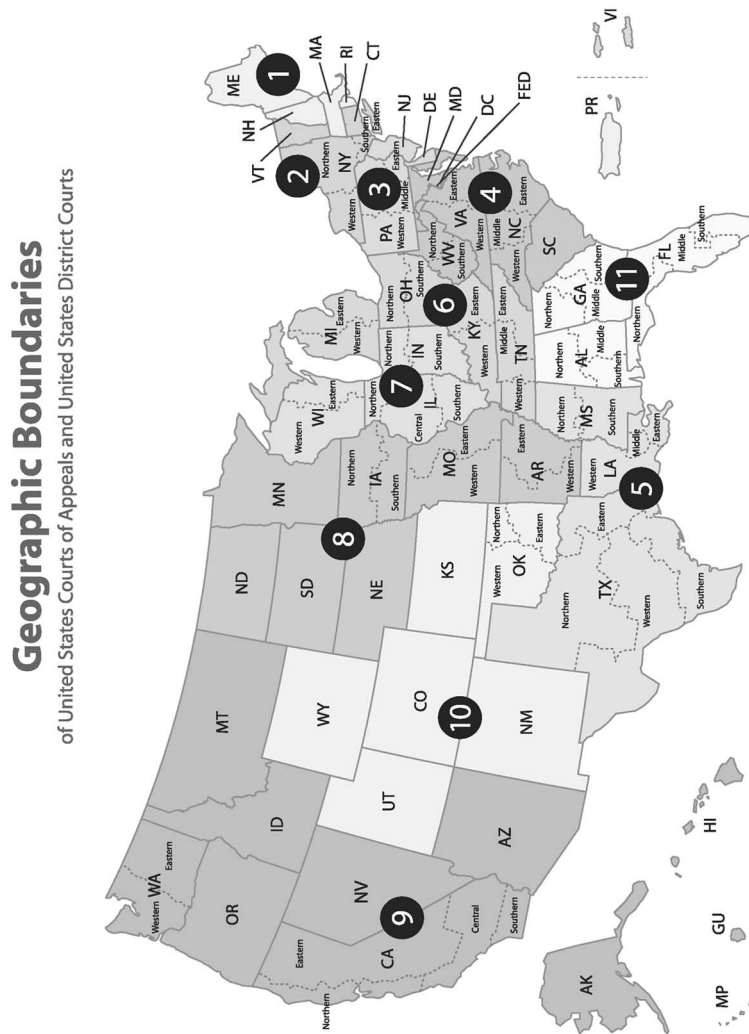 Geographic Boundaries
of United States Courts of Appeals and United States District Courts
WA
Western
Eastern
OR
ID
MT
NV
9
CA
Northern
Eastern
Central
Southern
AZ
AK
HI
GU
MP
WY
UT
CO
10
NM
KS
OK
Western
Northern
Eastern
ND
SD
8
NE
MN
IA
Northern
Southern
MO
Eastern
Western
AR
Eastern
Western
TX
Northern
Eastern
Western
Southern
5
LA
Western
Middle
Eastern
MS
Northern
Southern
WI
Western
Eastern
7
IL
Northern
Central
Southern
IN
Northern
Southern
MI
Western
Eastern
OH
Northern
Southern
6
KY
Western
Eastern
TN
Western
Middle
Eastern
AL
Northern
Middle
Southern
GA
Northern
Middle
Southern
11
FL
Northern
Middle
Southern
SC
NC
Western
Middle
Eastern
4
VA
Western
Eastern
WV
Northern
Southern
PA
Western
Middle
Eastern
3
NY
Western
Northern
Southern
Eastern
2
VT
NH
ME
1
MA
RI
CT
NJ
DE
MD
DC
FED
PR
VI